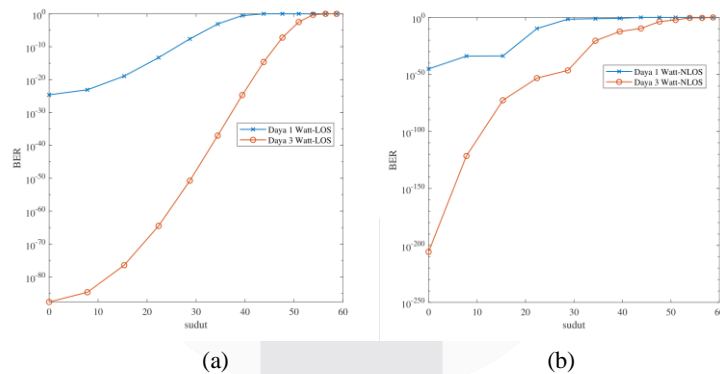 10^0
10^-10
10^-20
10^-30
10^-40
10^-50
10^-60
10^-70
10^-80
BER
0 10 20 30 40 50 60
sudut
Daya 1 Watt-LOS
Daya 3 Watt-LOS
(a)
10^0
10^-50
10^-100
10^-150
10^-200
10^-250
BER
0 10 20 30 40 50 60
sudut
Daya 1 Watt-NLOS
Daya 3 Watt-NLOS
(b)